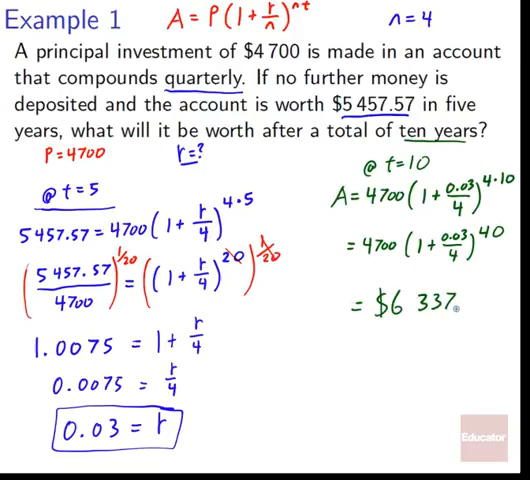 Example 1 A = P(1 + r/n)^nt n = 4
A principal investment of $4 700 is made in an account
that compounds quarterly. If no further money is
deposited and the account is worth $5 457.57 in five
years, what will it be worth after a total of ten years?
P = 4700 r = ?
@ t = 5
5 457.57 = 4700 (1 + r/4)^4·5
(5 457.57/4700)^1/20 = ((1 + r/4)^20)^1/20
1.0075 = 1 + r/4
0.0075 = r/4
0.03 = r
@ t = 10
A = 4700 (1 + 0.03/4)^4·10
= 4700 (1 + 0.03/4)^40
= $6 337.
Educator